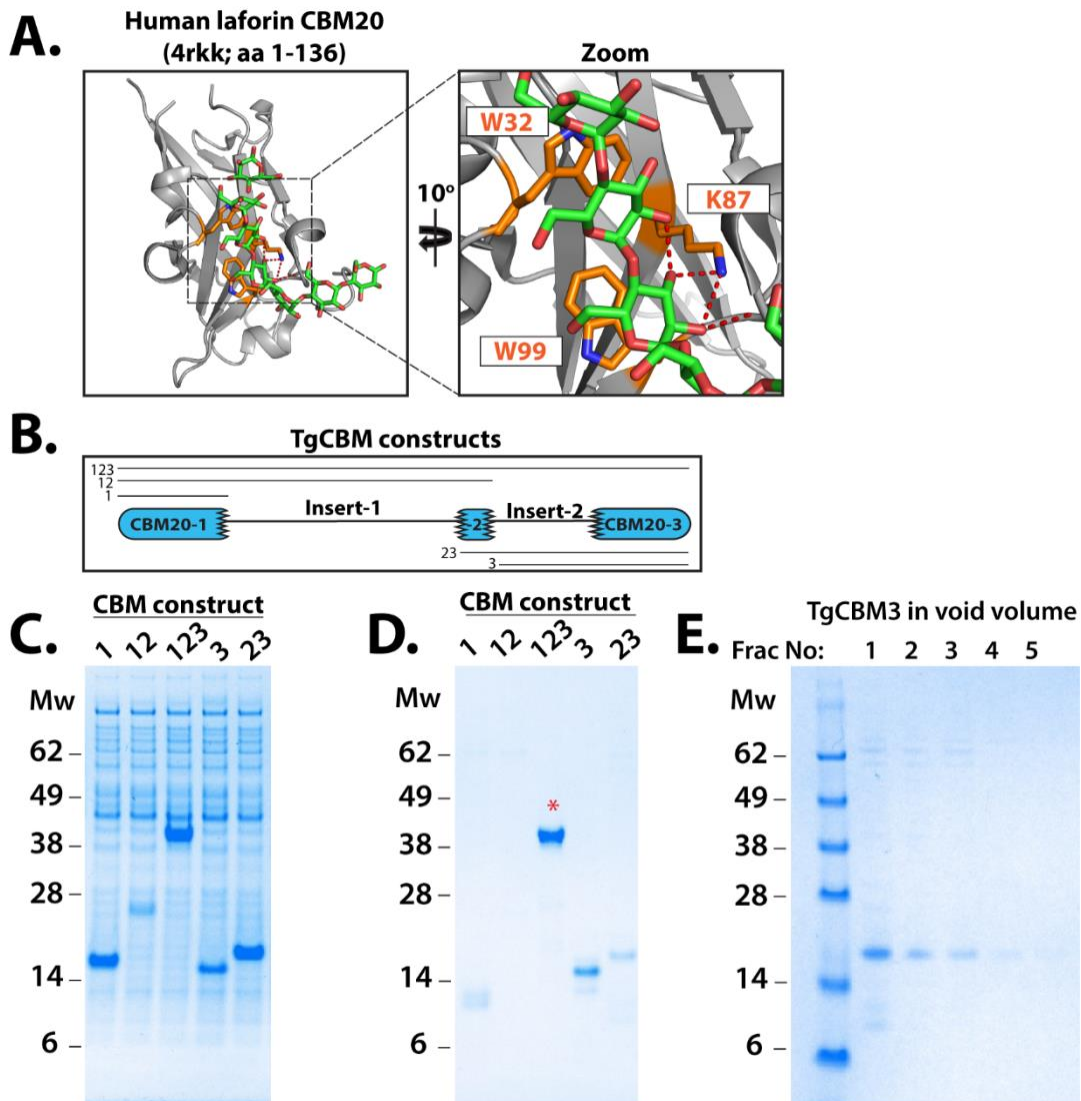 A.
Human laforin CBM20
(4rkk; aa 1-136)
Zoom
W32
K87
10°
W99
B.
TgCBM constructs
123
12
1
CBM20-1
Insert-1
-2
Insert-2
CBM20-3
23
3
C.
CBM construct
1 12 123 3 23
Mw
62
49
38
28
14
6
D.
CBM construct
1 12 123 3 23
Mw
62
49
*
38
28
14
6
E.
TgCBM3 in void volume
Frac No: 1 2 3 4 5
Mw
62
49
38
28
14
6